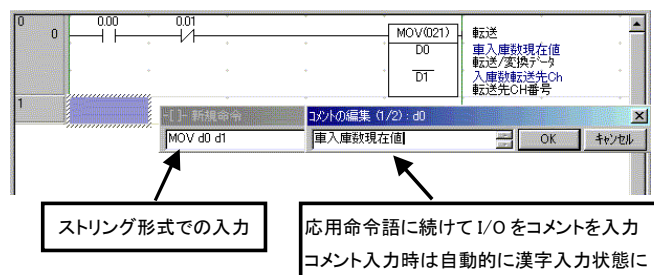 0
0
0.00
0.01
MOV(021)
転送
D0
車入庫数現在値
転送/変換データ
D1
入庫数転送先Ch
転送先CH番号
1
-[ ]- 新規命令
コメントの編集 (1/2) : d0
MOV d0 d1
車入庫数現在値
OK
キャンセル
ストリング形式での入力
応用命令語に続けて I/O をコメントを入力
コメント入力時は自動的に漢字入力状態に